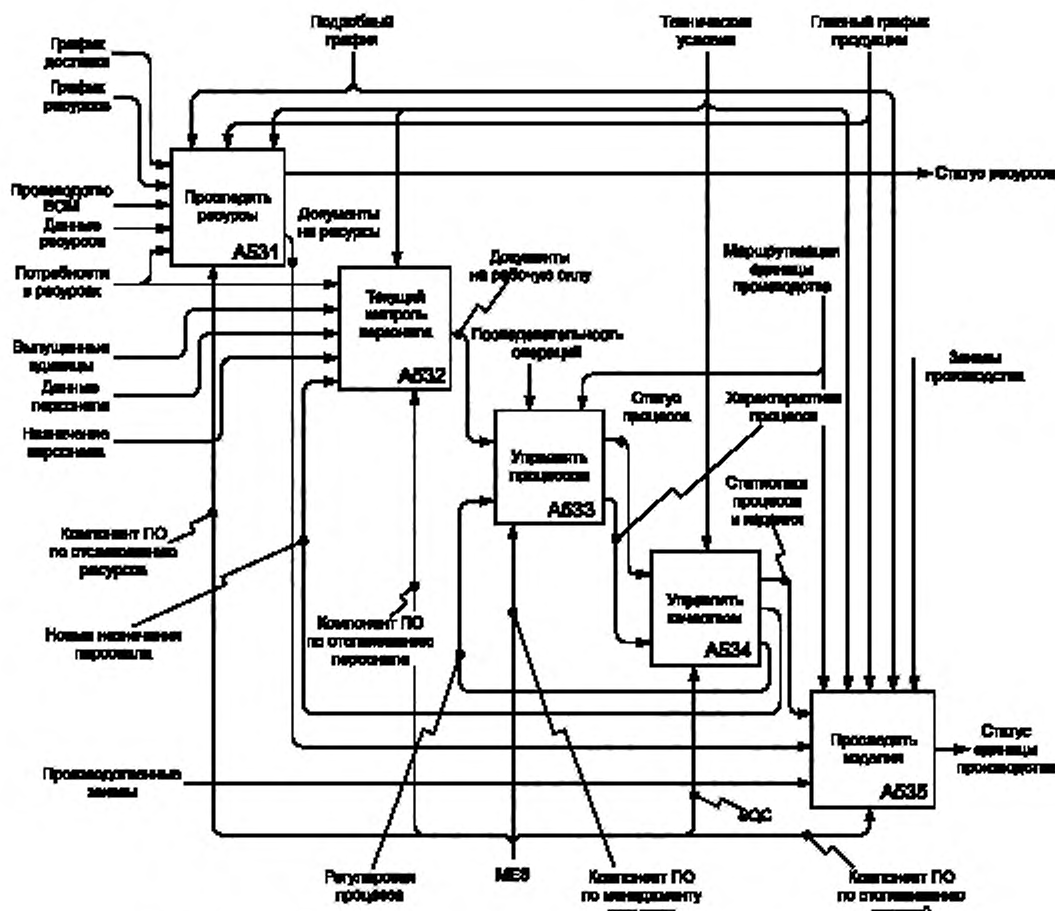 График
доставки
График
ресурсов
Производство
Данные
ресурсов
Потребности
в ресурсах
Выпущенные
единицы
Данные
персонала
Назначение
персонала
Подробный
график
Технические
условия
Главный график
продукции
Проследить
ресурсы
A531
Документы
на ресурсы
Статус ресурсов
Текущий
контроль
персонала
A532
Документы
на рабочую силу
Последовательность
операций
Маршрутизация
единицы
производства
Заказы
производства
Управлять
процессом
A533
Статус
процесса
Характеристики
процесса
Статистика
процесса
и изделия
Управлять
качеством
A534
Проследить
изделия
A535
Статус
единицы
производства
Компонент ПО
по отслеживанию
ресурсов
Новые назначения
персонала
Компонент ПО
по отслеживанию
персонала
Производственные
заказы
SQC
Регулировка
процесса
MES
Компонент ПО
по менеджменту
Компонент ПО
по отслеживанию